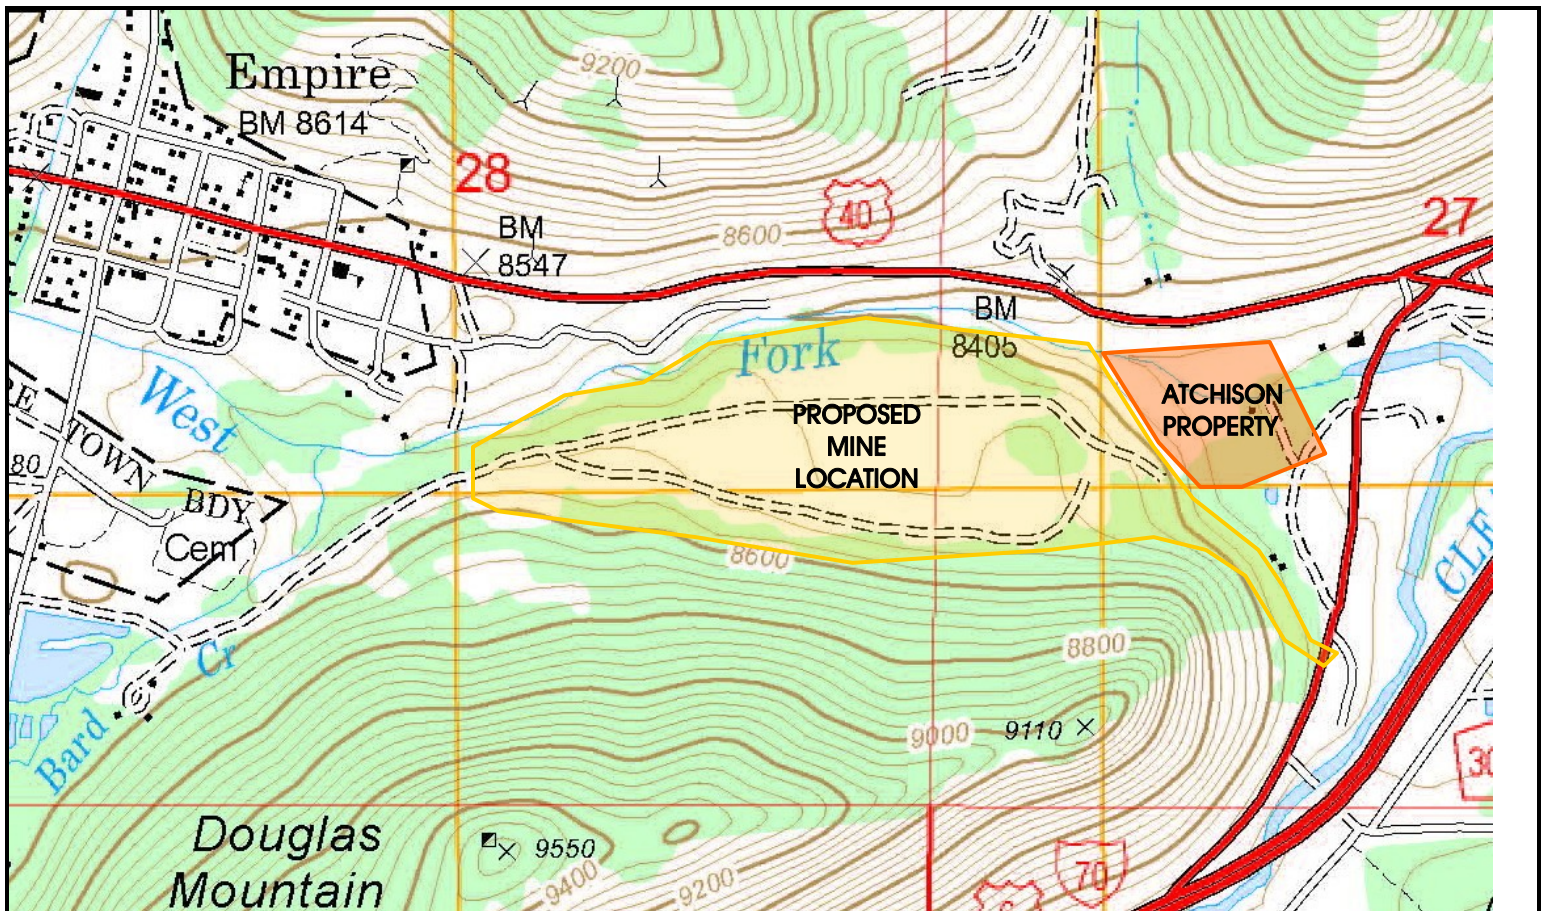 9200
Empire
BM 8614
28
40
27
BM
8547
8600
BM
8405
Fork
West
ATCHISON
PROPERTY
PROPOSED
MINE
LOCATION
80
TOWN
BDY
Cem
8600
Cr
Bard
8800
9000
9110
Douglas
Mountain
9550
9400
9200
70